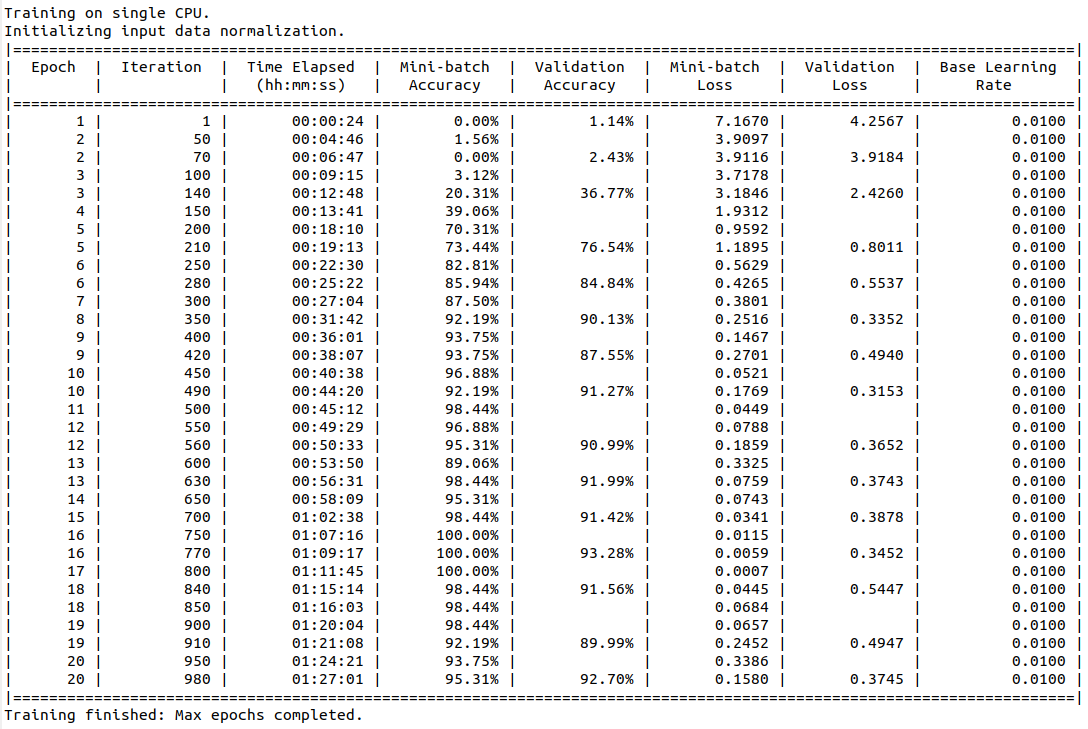 Training on single CPU.
Initializing input data normalization.
|======================================================================================================================|
|  Epoch  |  Iteration  |  Time Elapsed  |  Mini-batch  |  Validation  |  Mini-batch  |  Validation  |  Base Learning  |
|         |             |   (hh:mm:ss)   |   Accuracy   |   Accuracy   |     Loss     |     Loss     |      Rate       |
|======================================================================================================================|
|       1 |           1 |       00:00:24 |        0.00% |        1.14% |       7.1670 |       4.2567 |          0.0100 |
|       2 |          50 |       00:04:46 |        1.56% |              |       3.9097 |              |          0.0100 |
|       2 |          70 |       00:06:47 |        0.00% |        2.43% |       3.9116 |       3.9184 |          0.0100 |
|       3 |         100 |       00:09:15 |        3.12% |              |       3.7178 |              |          0.0100 |
|       3 |         140 |       00:12:48 |       20.31% |       36.77% |       3.1846 |       2.4260 |          0.0100 |
|       4 |         150 |       00:13:41 |       39.06% |              |       1.9312 |              |          0.0100 |
|       5 |         200 |       00:18:10 |       70.31% |              |       0.9592 |              |          0.0100 |
|       5 |         210 |       00:19:13 |       73.44% |       76.54% |       1.1895 |       0.8011 |          0.0100 |
|       6 |         250 |       00:22:30 |       82.81% |              |       0.5629 |              |          0.0100 |
|       6 |         280 |       00:25:22 |       85.94% |       84.84% |       0.4265 |       0.5537 |          0.0100 |
|       7 |         300 |       00:27:04 |       87.50% |              |       0.3801 |              |          0.0100 |
|       8 |         350 |       00:31:42 |       92.19% |       90.13% |       0.2516 |       0.3352 |          0.0100 |
|       9 |         400 |       00:36:01 |       93.75% |              |       0.1467 |              |          0.0100 |
|       9 |         420 |       00:38:07 |       93.75% |       87.55% |       0.2701 |       0.4940 |          0.0100 |
|      10 |         450 |       00:40:38 |       96.88% |              |       0.0521 |              |          0.0100 |
|      10 |         490 |       00:44:20 |       92.19% |       91.27% |       0.1769 |       0.3153 |          0.0100 |
|      11 |         500 |       00:45:12 |       98.44% |              |       0.0449 |              |          0.0100 |
|      12 |         550 |       00:49:29 |       96.88% |              |       0.0788 |              |          0.0100 |
|      12 |         560 |       00:50:33 |       95.31% |       90.99% |       0.1859 |       0.3652 |          0.0100 |
|      13 |         600 |       00:53:50 |       89.06% |              |       0.3325 |              |          0.0100 |
|      13 |         630 |       00:56:31 |       98.44% |       91.99% |       0.0759 |       0.3743 |          0.0100 |
|      14 |         650 |       00:58:09 |       95.31% |              |       0.0743 |              |          0.0100 |
|      15 |         700 |       01:02:38 |       98.44% |       91.42% |       0.0341 |       0.3878 |          0.0100 |
|      16 |         750 |       01:07:16 |      100.00% |              |       0.0115 |              |          0.0100 |
|      16 |         770 |       01:09:17 |      100.00% |       93.28% |       0.0059 |       0.3452 |          0.0100 |
|      17 |         800 |       01:11:45 |      100.00% |              |       0.0007 |              |          0.0100 |
|      18 |         840 |       01:15:14 |       98.44% |       91.56% |       0.0445 |       0.5447 |          0.0100 |
|      18 |         850 |       01:16:03 |       98.44% |              |       0.0684 |              |          0.0100 |
|      19 |         900 |       01:20:04 |       98.44% |              |       0.0657 |              |          0.0100 |
|      19 |         910 |       01:21:08 |       92.19% |       89.99% |       0.2452 |       0.4947 |          0.0100 |
|      20 |         950 |       01:24:21 |       93.75% |              |       0.3386 |              |          0.0100 |
|      20 |         980 |       01:27:01 |       95.31% |       92.70% |       0.1580 |       0.3745 |          0.0100 |
|======================================================================================================================|
Training finished: Max epochs completed.